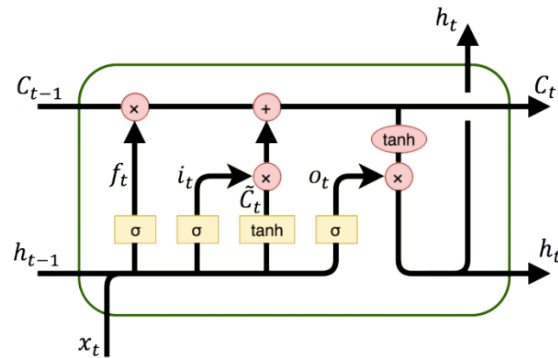 h_t
C_{t-1} × + C_t
tanh
f_t i_t × o_t ×
C̃_t
σ σ tanh σ
h_{t-1} h_t
x_t